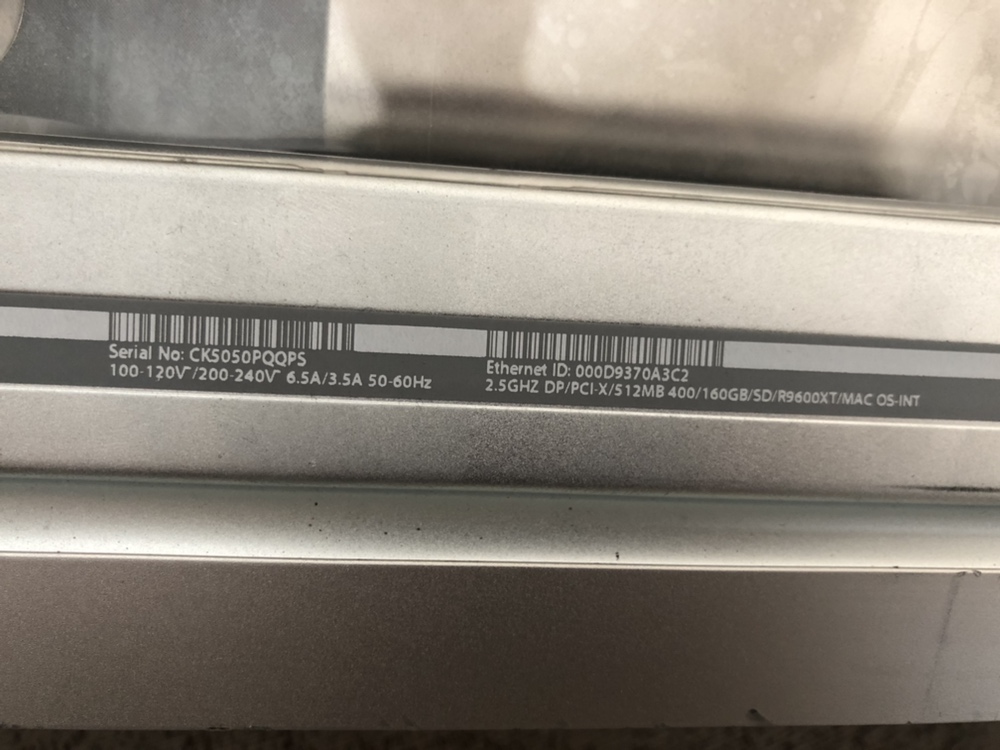 Serial No: CK5050PQQPS
100-120V~/200-240V~ 6.5A/3.5A 50-60Hz
Ethernet ID: 000D9370A3C2
2.5GHZ DP/PCI-X/512MB 400/160GB/SD/R9600XT/MAC OS-INT